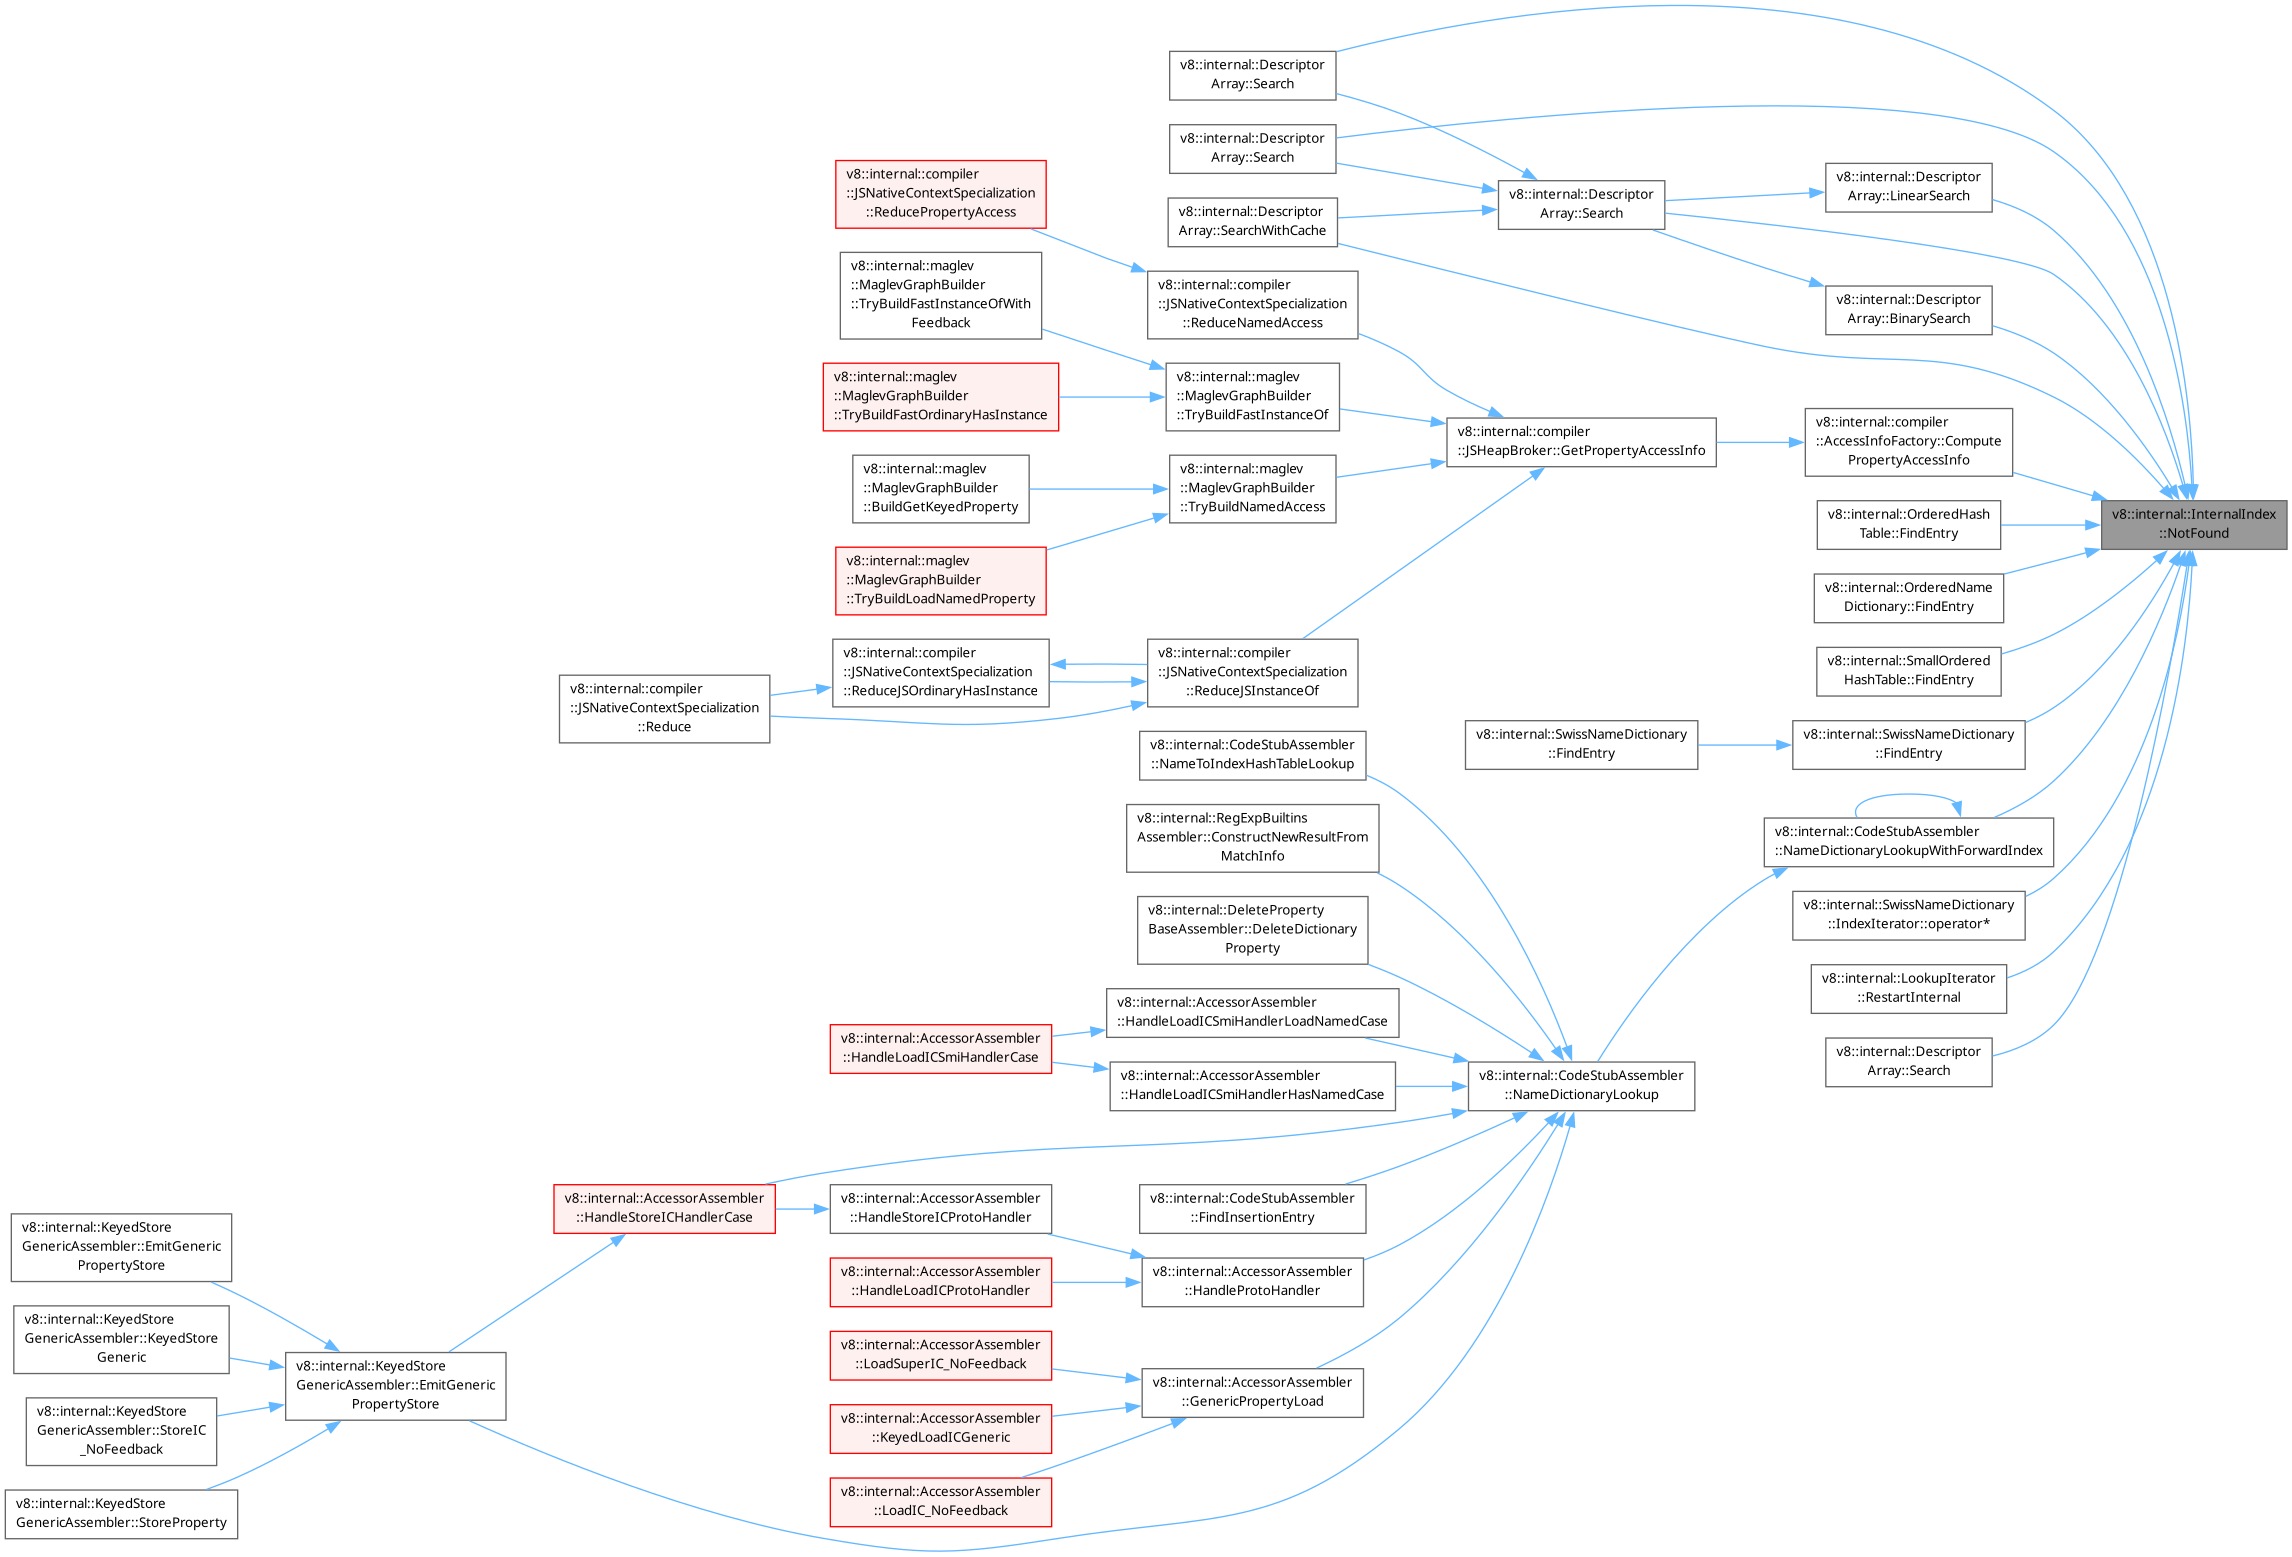 v8::internal::Descriptor
Array::Search
v8::internal::Descriptor
Array::Search
v8::internal::compiler
::JSNativeContextSpecialization
::ReducePropertyAccess
v8::internal::Descriptor
Array::SearchWithCache
v8::internal::Descriptor
Array::Search
v8::internal::Descriptor
Array::LinearSearch
v8::internal::maglev
::MaglevGraphBuilder
::TryBuildFastInstanceOfWith
Feedback
v8::internal::compiler
::JSNativeContextSpecialization
::ReduceNamedAccess
v8::internal::Descriptor
Array::BinarySearch
v8::internal::maglev
::MaglevGraphBuilder
::TryBuildFastOrdinaryHasInstance
v8::internal::maglev
::MaglevGraphBuilder
::TryBuildFastInstanceOf
v8::internal::compiler
::JSHeapBroker::GetPropertyAccessInfo
v8::internal::compiler
::AccessInfoFactory::Compute
PropertyAccessInfo
v8::internal::maglev
::MaglevGraphBuilder
::BuildGetKeyedProperty
v8::internal::maglev
::MaglevGraphBuilder
::TryBuildNamedAccess
v8::internal::OrderedHash
Table::FindEntry
v8::internal::InternalIndex
::NotFound
v8::internal::maglev
::MaglevGraphBuilder
::TryBuildLoadNamedProperty
v8::internal::OrderedName
Dictionary::FindEntry
v8::internal::compiler
::JSNativeContextSpecialization
::Reduce
v8::internal::compiler
::JSNativeContextSpecialization
::ReduceJSOrdinaryHasInstance
v8::internal::compiler
::JSNativeContextSpecialization
::ReduceJSInstanceOf
v8::internal::SmallOrdered
HashTable::FindEntry
v8::internal::CodeStubAssembler
::NameToIndexHashTableLookup
v8::internal::SwissNameDictionary
::FindEntry
v8::internal::SwissNameDictionary
::FindEntry
v8::internal::RegExpBuiltins
Assembler::ConstructNewResultFrom
MatchInfo
v8::internal::CodeStubAssembler
::NameDictionaryLookupWithForwardIndex
v8::internal::DeleteProperty
BaseAssembler::DeleteDictionary
Property
v8::internal::SwissNameDictionary
::IndexIterator::operator*
v8::internal::AccessorAssembler
::HandleLoadICSmiHandlerLoadNamedCase
v8::internal::LookupIterator
::RestartInternal
v8::internal::AccessorAssembler
::HandleLoadICSmiHandlerCase
v8::internal::AccessorAssembler
::HandleLoadICSmiHandlerHasNamedCase
v8::internal::CodeStubAssembler
::NameDictionaryLookup
v8::internal::Descriptor
Array::Search
v8::internal::AccessorAssembler
::HandleStoreICHandlerCase
v8::internal::AccessorAssembler
::HandleStoreICProtoHandler
v8::internal::CodeStubAssembler
::FindInsertionEntry
v8::internal::KeyedStore
GenericAssembler::EmitGeneric
PropertyStore
v8::internal::AccessorAssembler
::HandleLoadICProtoHandler
v8::internal::AccessorAssembler
::HandleProtoHandler
v8::internal::KeyedStore
GenericAssembler::KeyedStore
Generic
v8::internal::AccessorAssembler
::LoadSuperIC_NoFeedback
v8::internal::KeyedStore
GenericAssembler::EmitGeneric
PropertyStore
v8::internal::AccessorAssembler
::GenericPropertyLoad
v8::internal::KeyedStore
GenericAssembler::StoreIC
_NoFeedback
v8::internal::AccessorAssembler
::KeyedLoadICGeneric
v8::internal::KeyedStore
GenericAssembler::StoreProperty
v8::internal::AccessorAssembler
::LoadIC_NoFeedback